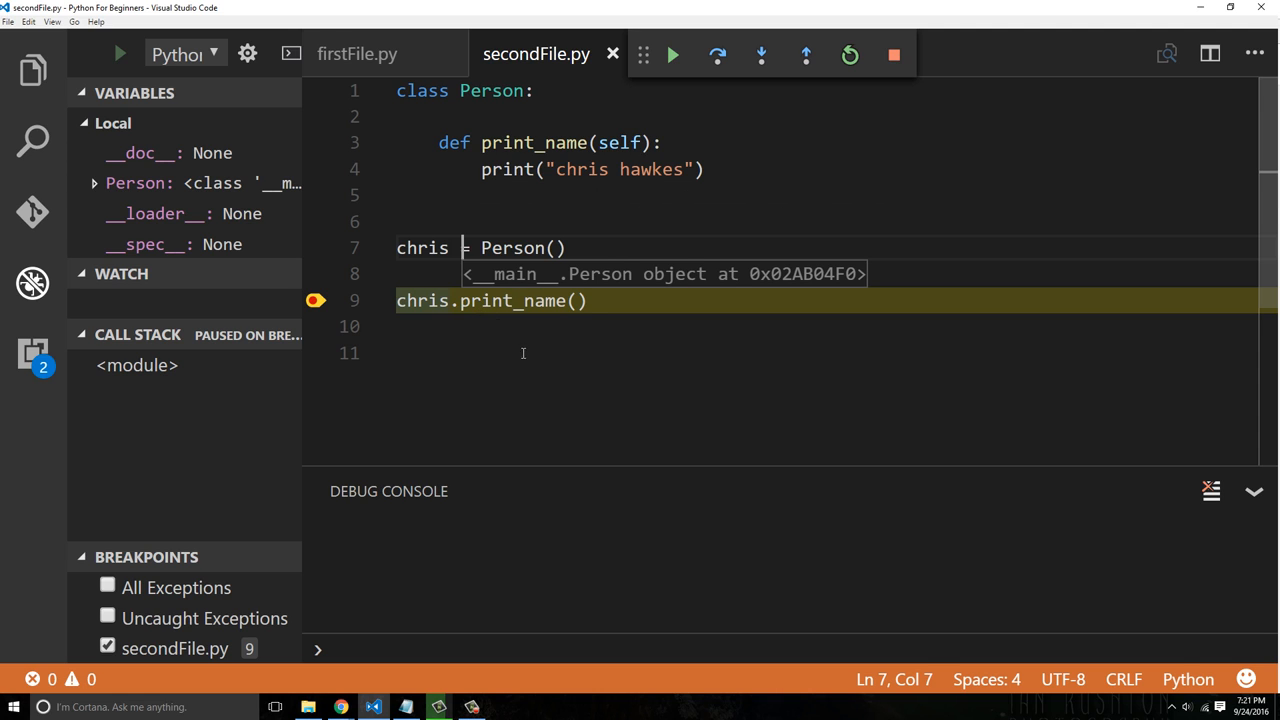 secondFile.py - Python For Beginners - Visual Studio Code
File Edit View Go Help
Python
firstFile.py
secondFile.py
VARIABLES
Local
__doc__: None
Person: <class '__m...
__loader__: None
__spec__: None
WATCH
CALL STACK PAUSED ON BRE...
<module>
BREAKPOINTS
All Exceptions
Uncaught Exceptions
secondFile.py 9
2
1 class Person:
2
3 def print_name(self):
4 print("chris hawkes")
5
6
7 chris = Person()
8 <__main__.Person object at 0x02AB04F0>
9 chris.print_name()
10
11
DEBUG CONSOLE
0 0
Ln 7, Col 7 Spaces: 4 UTF-8 CRLF Python
I'm Cortana. Ask me anything.
7:21 PM
9/24/2016